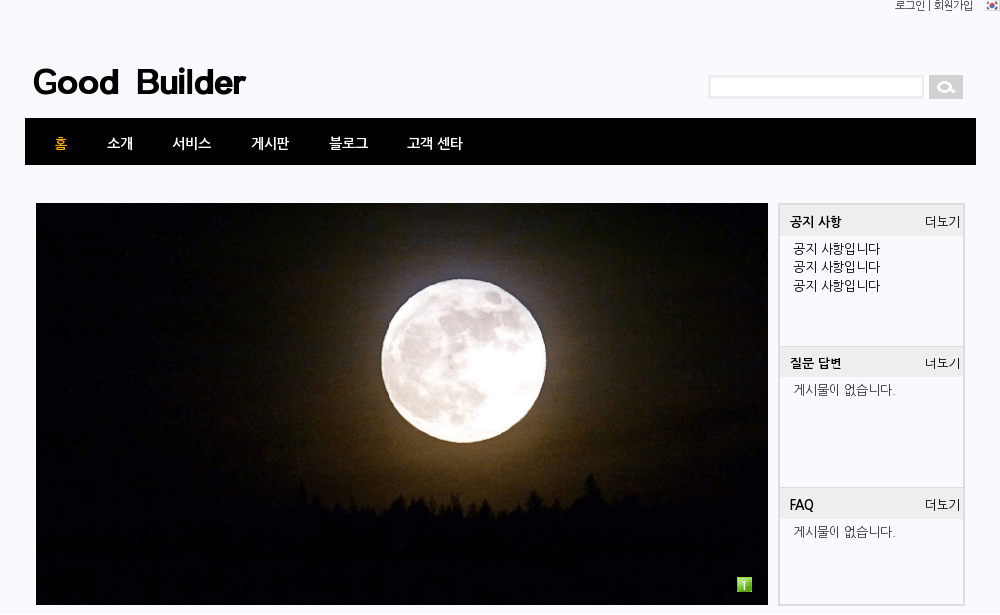 로그인 | 회원가입
Good Builder
홈 소개 서비스 게시판 블로그 고객 센타
공지 사항 더보기
공지 사항입니다
공지 사항입니다
공지 사항입니다
질문 답변 더보기
게시물이 없습니다.
FAQ 더보기
게시물이 없습니다.
1